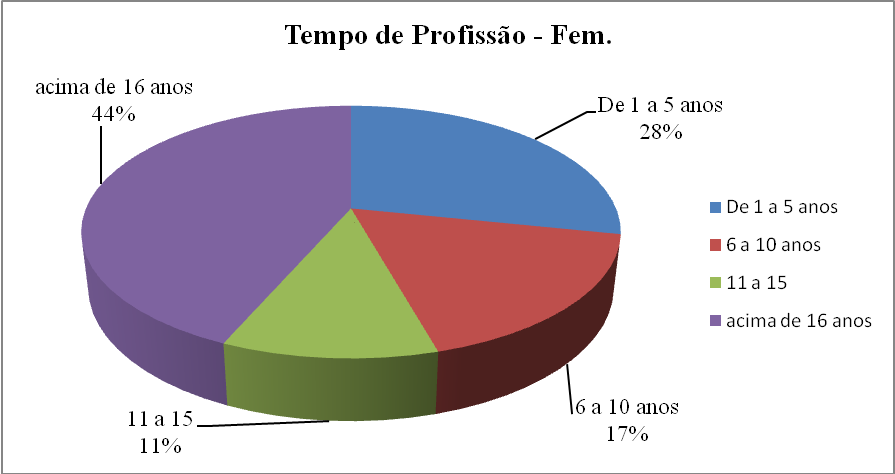 Tempo de Profissão - Fem.
acima de 16 anos
44%
De 1 a 5 anos
28%
6 a 10 anos
17%
11 a 15
11%
De 1 a 5 anos
6 a 10 anos
11 a 15
acima de 16 anos